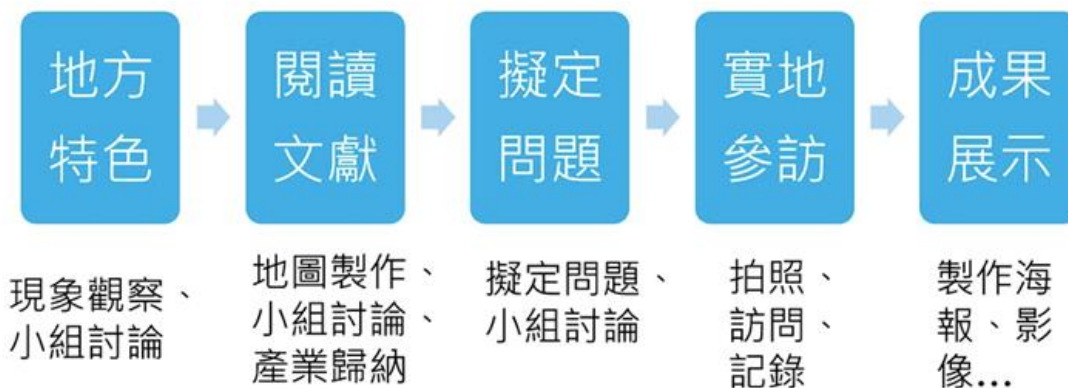 地方
特色
閱讀
文獻
擬定
問題
實地
參訪
成果
展示
現象觀察、
小組討論
地圖製作、
小組討論、
產業歸納
擬定問題、
小組討論
拍照、
訪問、
記錄
製作海
報、影
像...